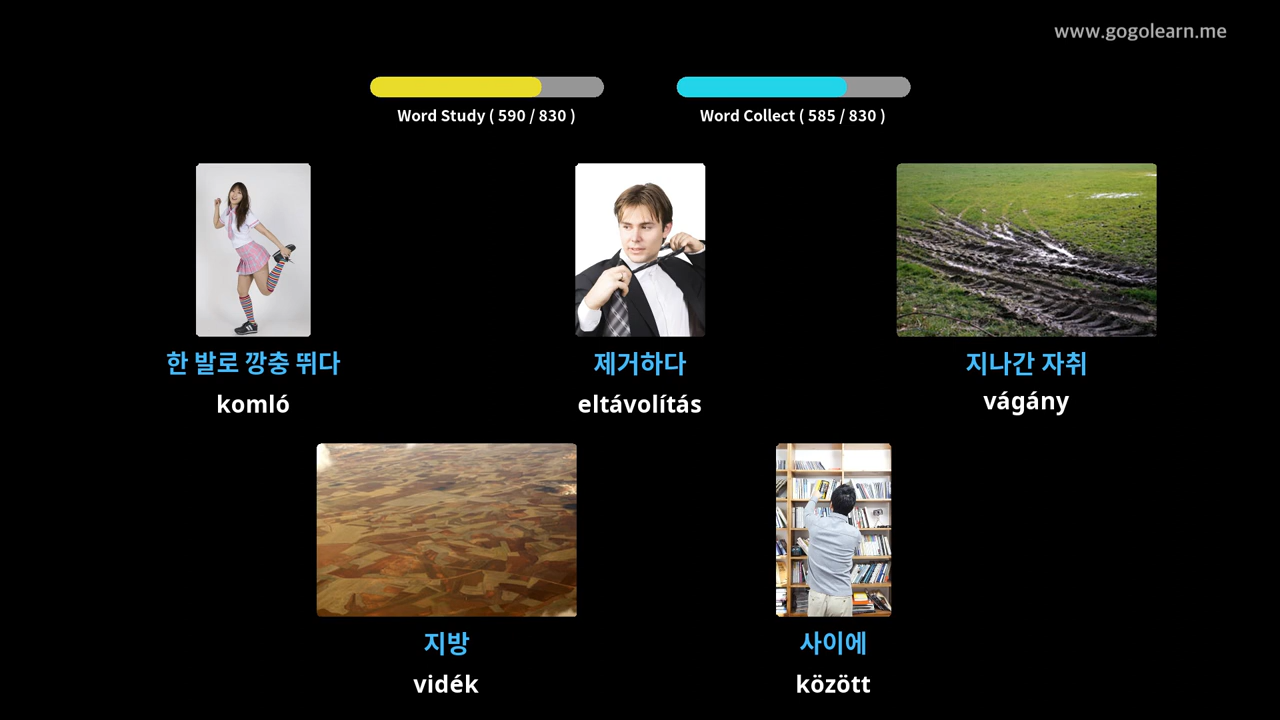 www.gogolearn.me
Word Study ( 590 / 830 )
Word Collect ( 585 / 830 )
한 발로 깡충 뛰다
komló
제거하다
eltávolítás
지나간 자취
vágány
지방
vidék
사이에
között